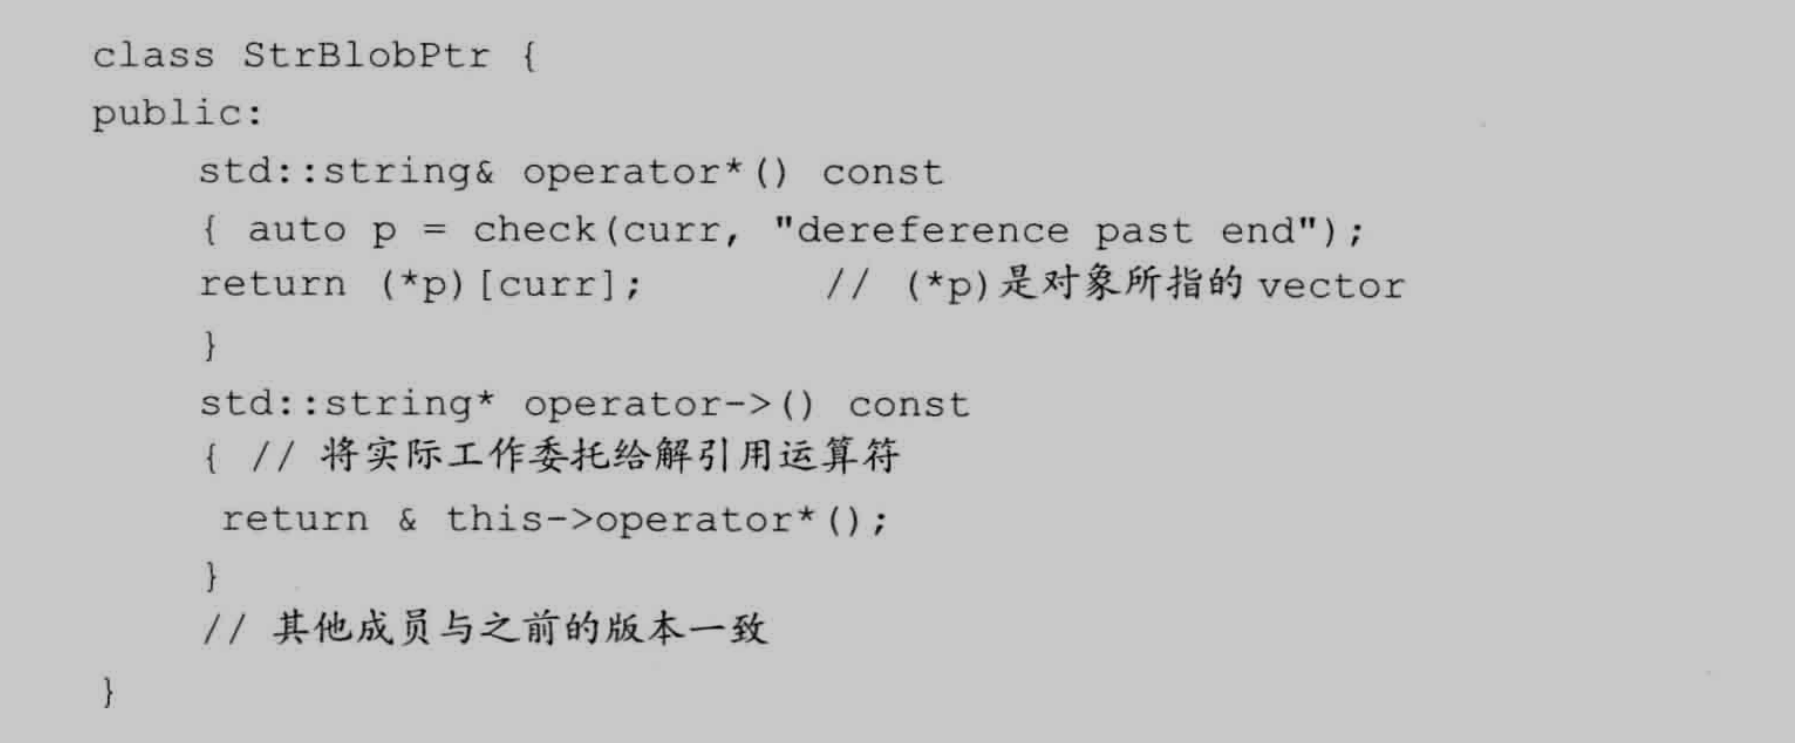 class StrBlobPtr {
public:
std::string& operator*() const
{ auto p = check(curr, "dereference past end");
return (*p)[curr]; // (*p)是对象所指的 vector
}
std::string* operator->() const
{ // 将实际工作委托给解引用运算符
return & this->operator*();
}
// 其他成员与之前的版本一致
}